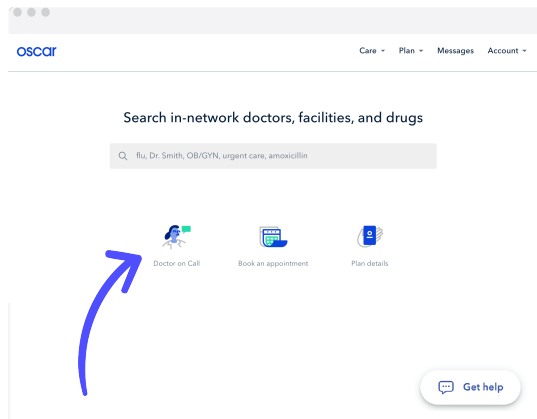 oscar
Care Plan Messages Account
Search in-network doctors, facilities, and drugs
flu, Dr. Smith, OB/GYN, urgent care, amoxicillin
Doctor on Call Book an appointment Plan details
Get help